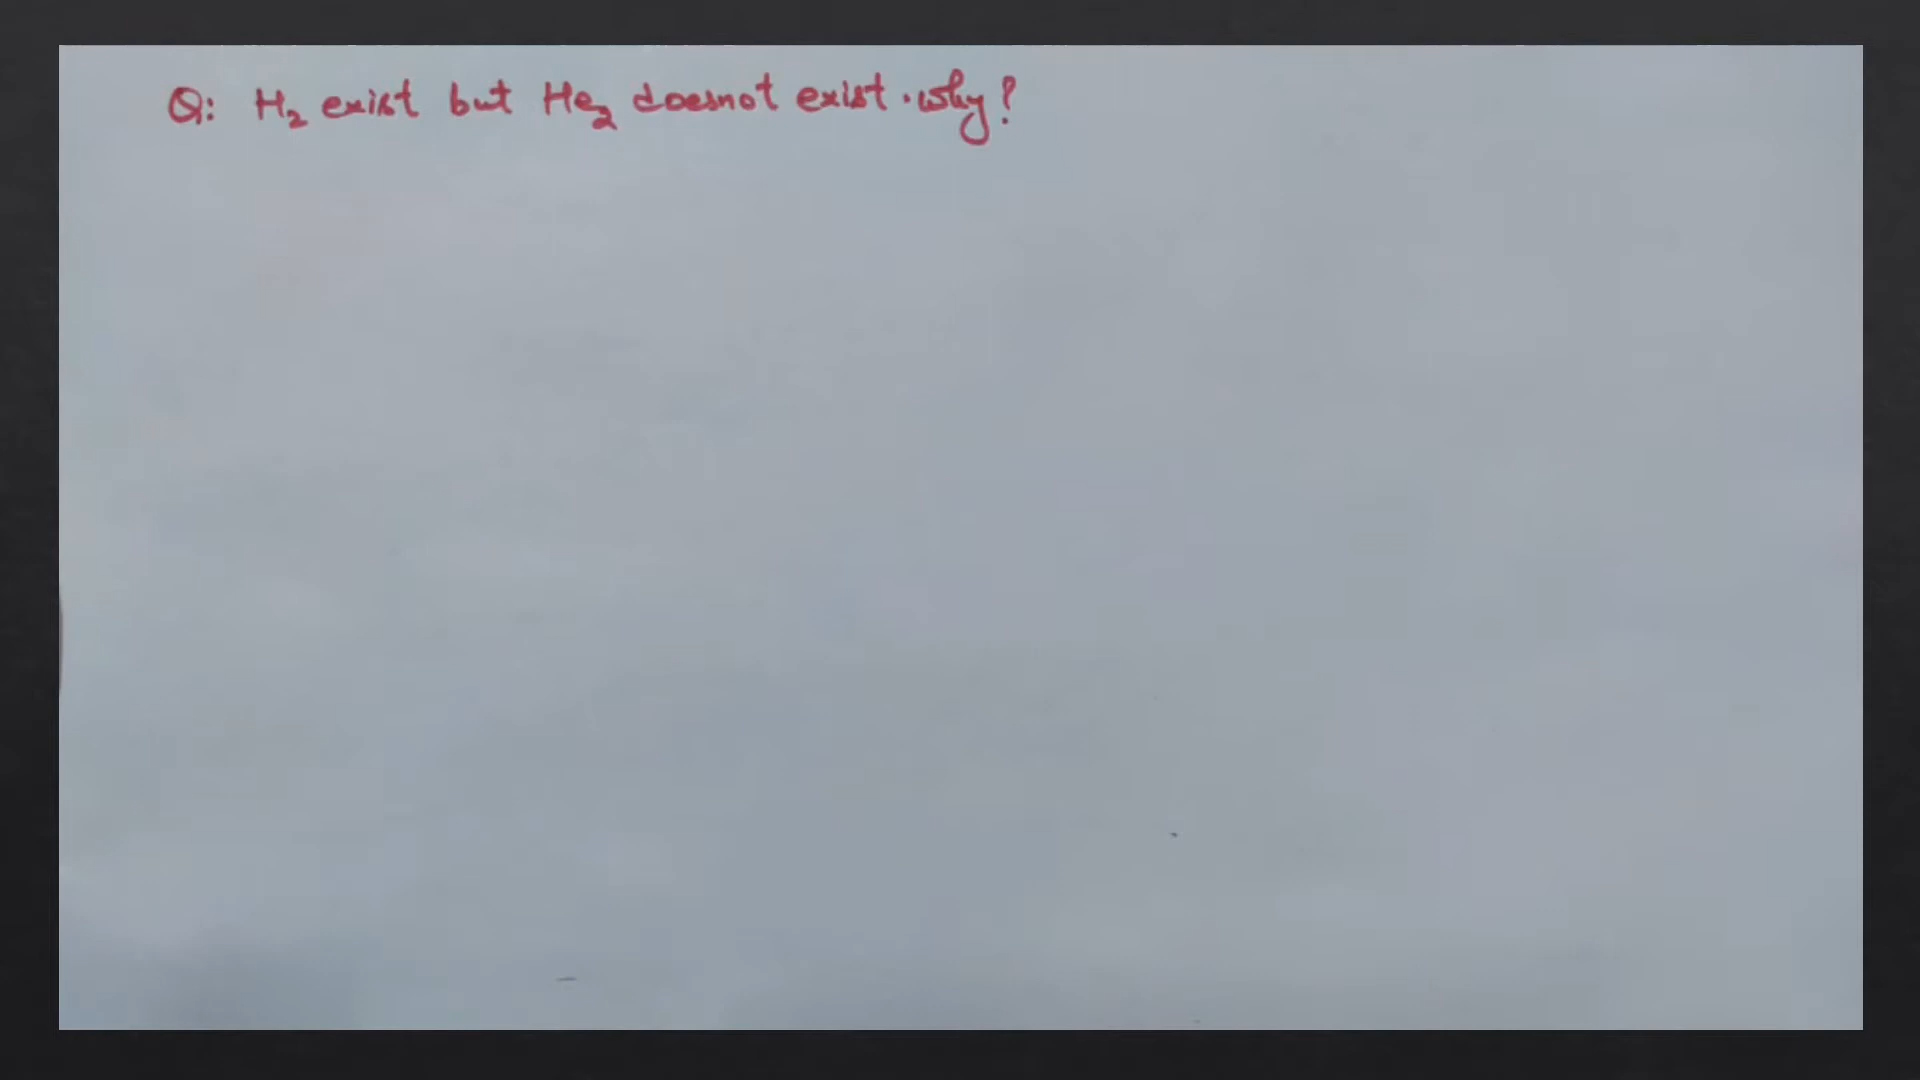 Q: H₂ exist but He₂ doesnot exist. why?